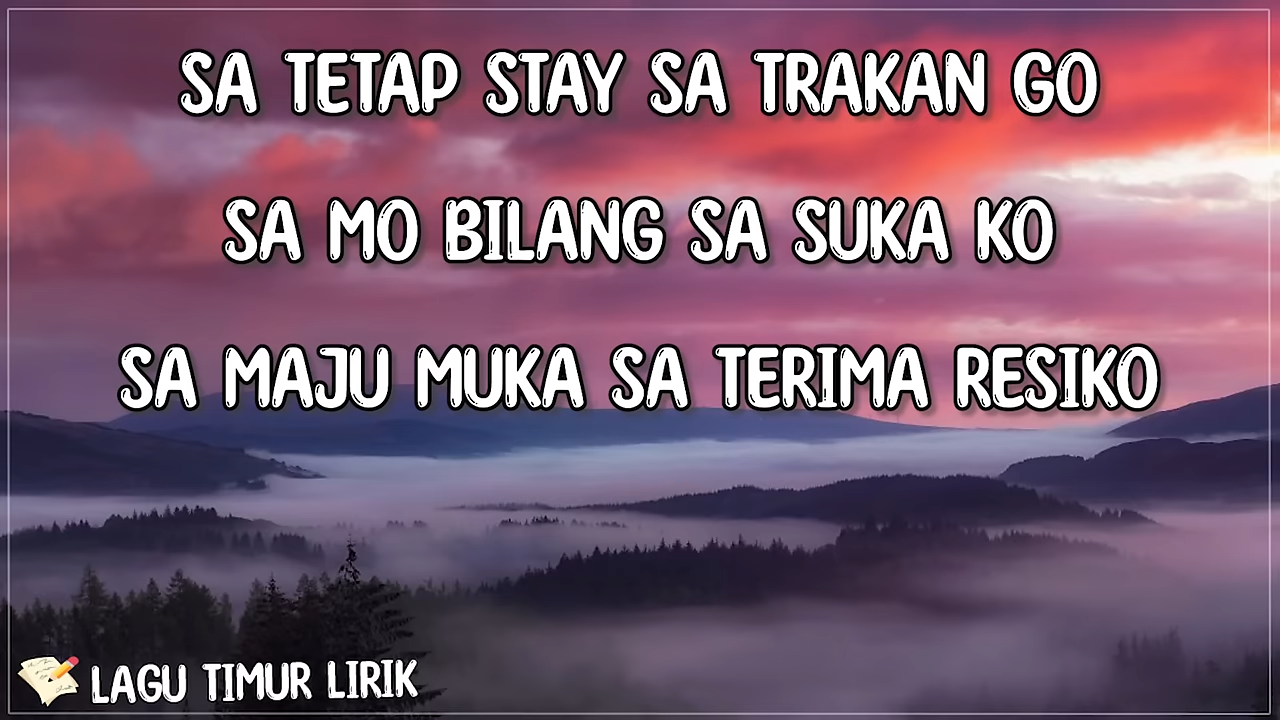 SA TETAP STAY SA TRAKAN GO
SA MO BILANG SA SUKA KO
SA MAJU MUKA SA TERIMA RESIKO
LAGU TIMUR LIRIK